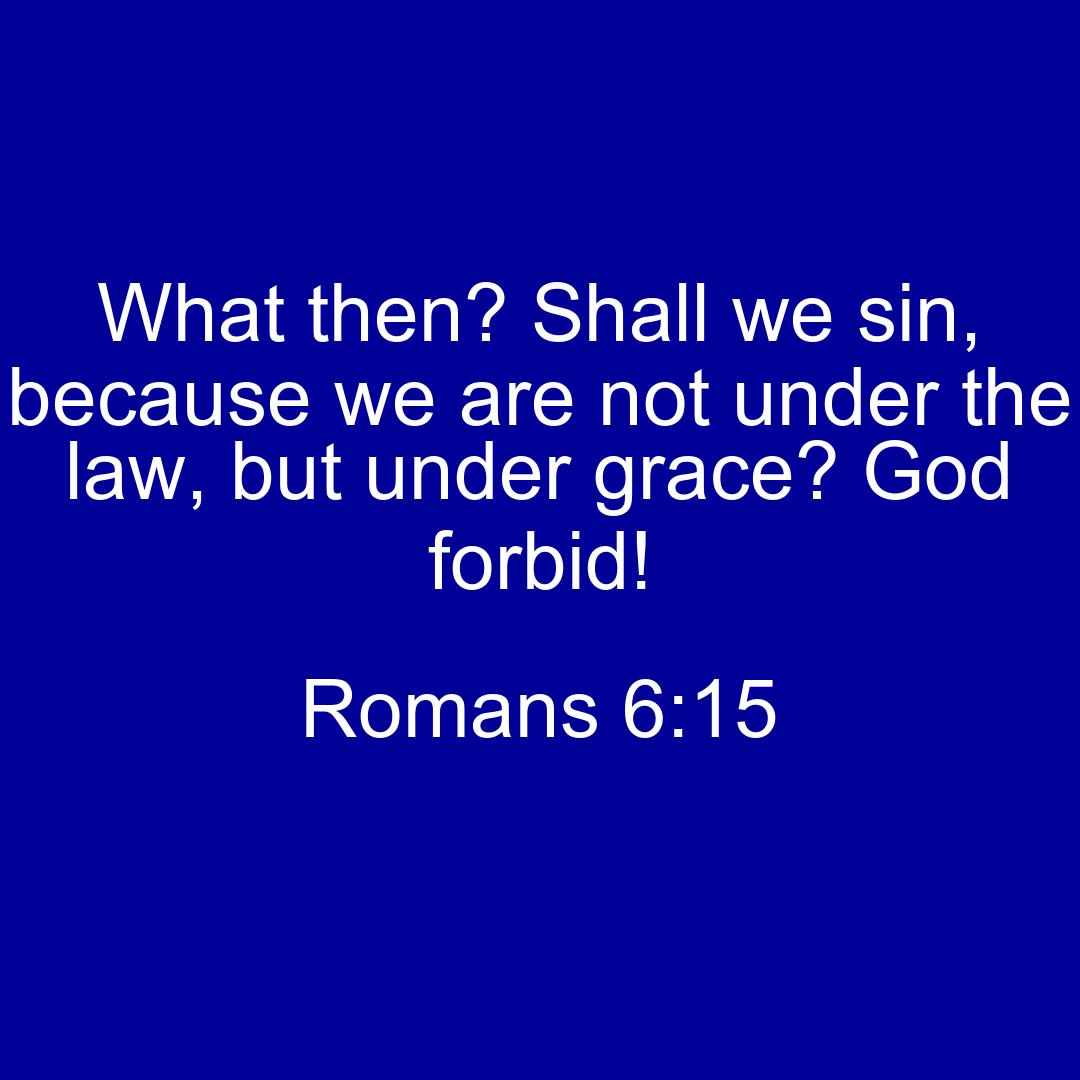 What then? Shall we sin,
because we are not under the
law, but under grace? God
forbid!
Romans 6:15